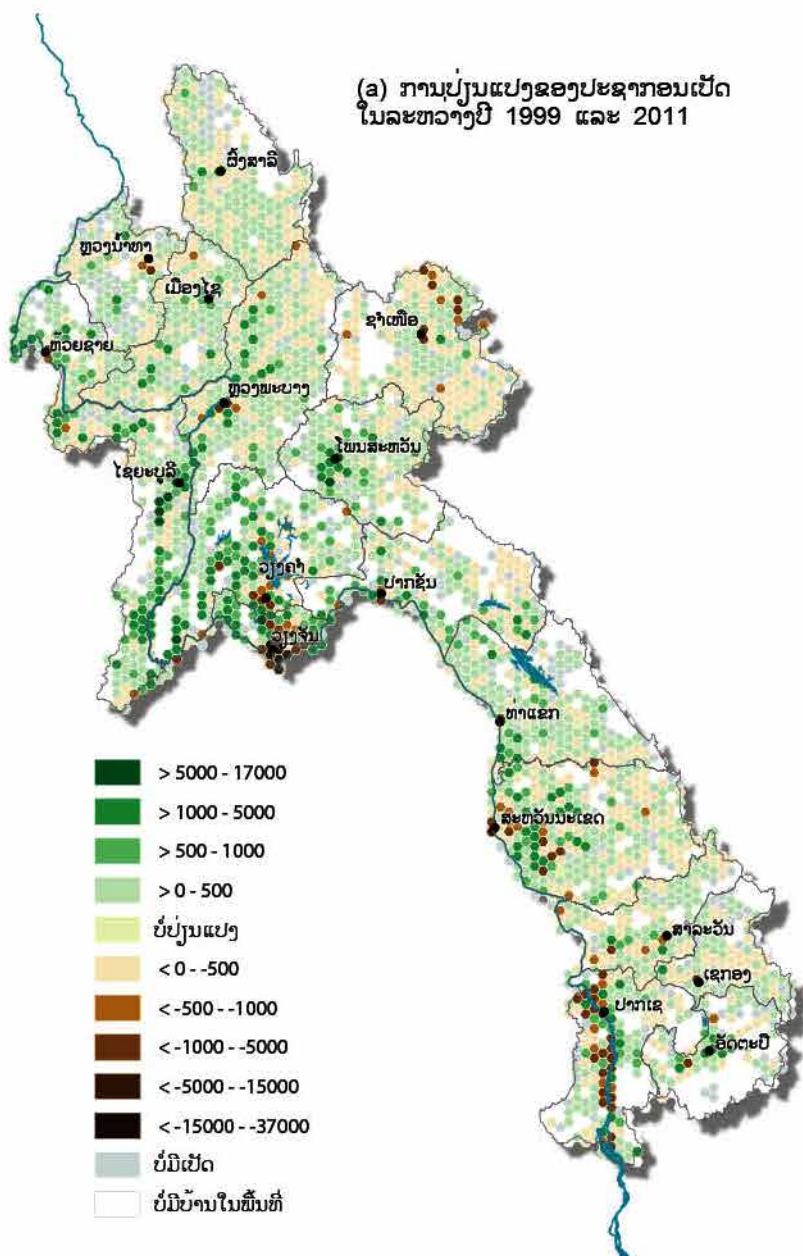 (a) ການປ່ຽນແປງຂອງປະຊາກອນເປັດ
ໃນລະຫວ່າງປີ 1999 ແລະ 2011
ຜົ້ງສາລີ
ຫຼວງນ້ຳທາ
ເມືອງໄຊ
ຊຳເໜືອ
ຫ້ວຍຊາຍ
ຫຼວງພະບາງ
ໂພນສະຫວັນ
ໄຊຍະບຸລີ
ວຽງຄຳ
ປາກຊັນ
ວຽງຈັນ
ທ່າແຂກ
ສະຫວັນນະເຂດ
ສາລະວັນ
ເຊກອງ
ປາກເຊ
ອັດຕະປື
> 5000 - 17000
> 1000 - 5000
> 500 - 1000
> 0 - 500
ບໍ່ປ່ຽນແປງ
< 0 - -500
< -500 - -1000
< -1000 - -5000
< -5000 - -15000
< -15000 - -37000
ບໍ່ມີເປັດ
ບໍ່ມີບ້ານໃນພື້ນທີ່